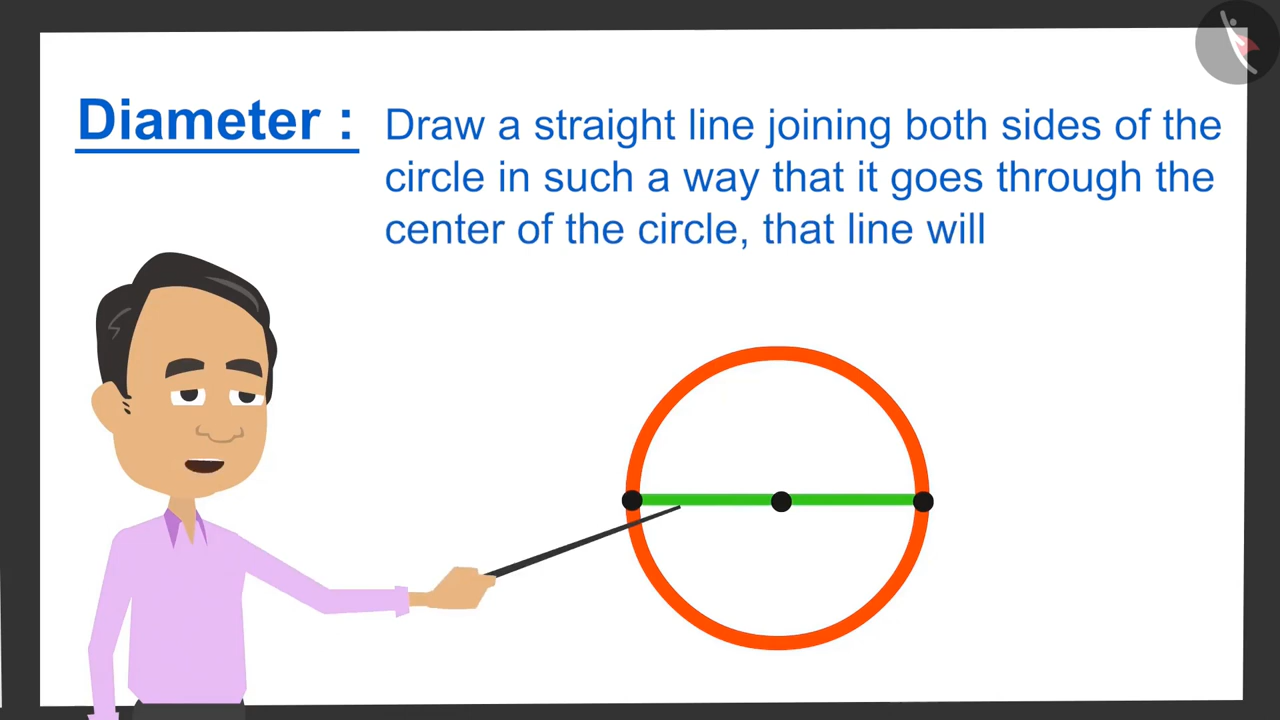 Diameter : Draw a straight line joining both sides of the
circle in such a way that it goes through the
center of the circle, that line will